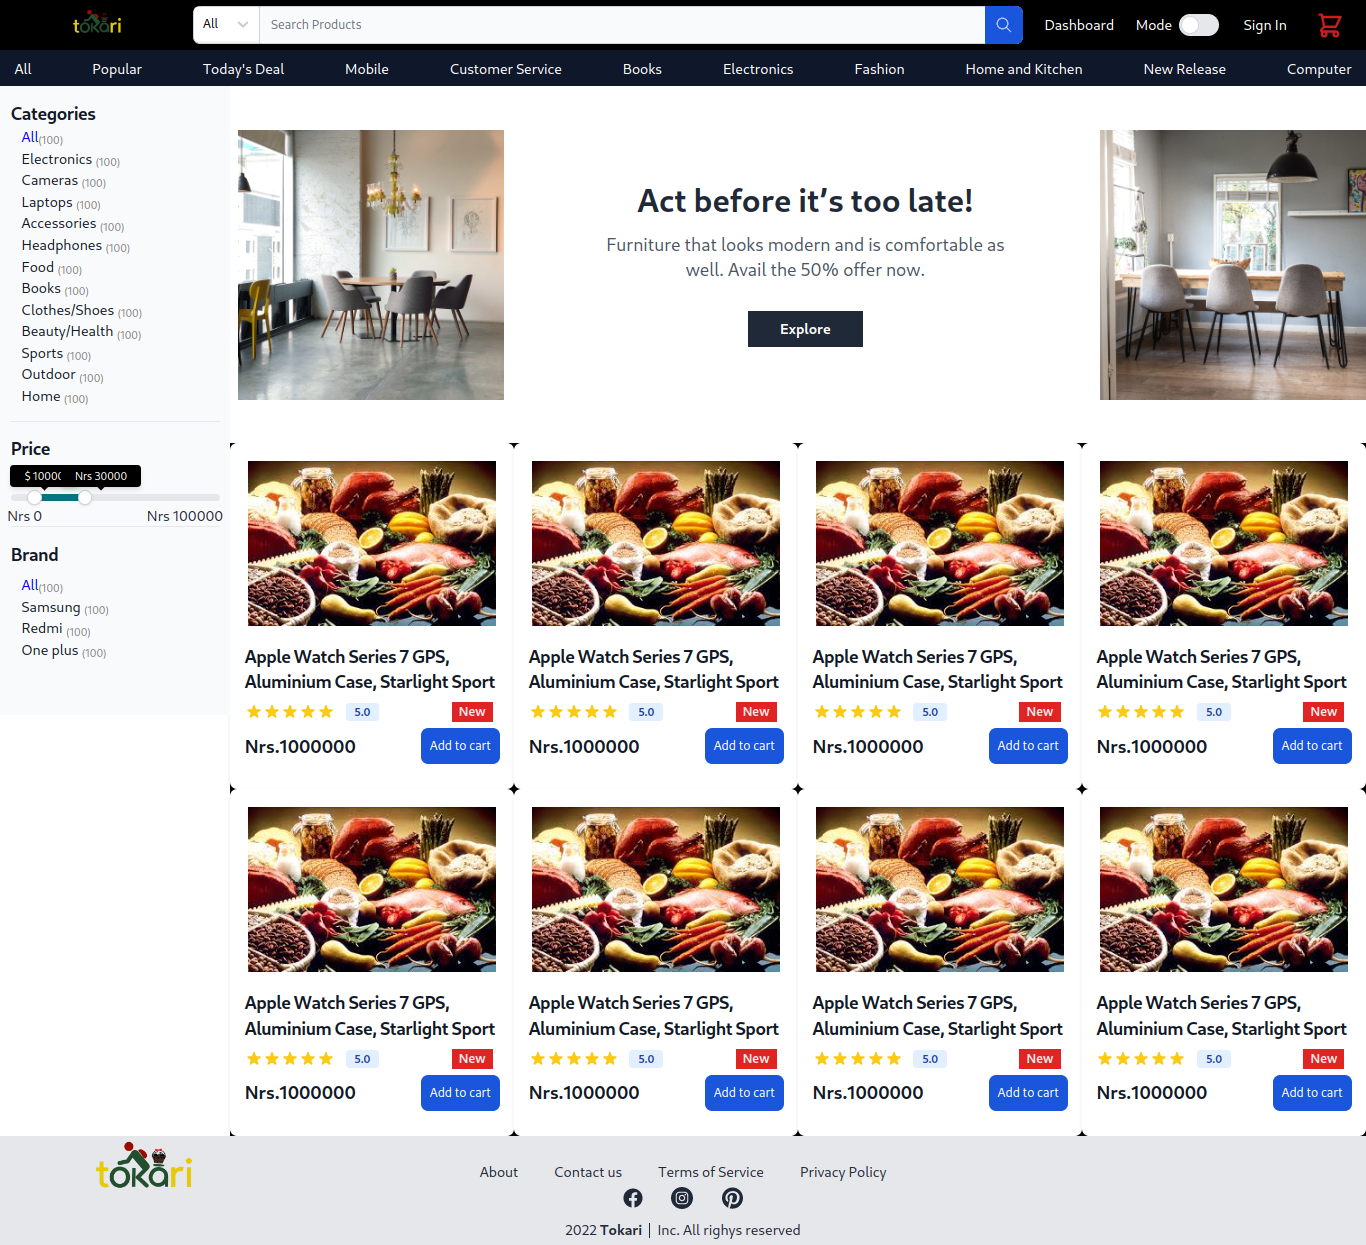 tokari
All
Search Products
Dashboard
Mode
Sign In
All
Popular
Today's Deal
Mobile
Customer Service
Books
Electronics
Fashion
Home and Kitchen
New Release
Computer
Categories
All(100)
Electronics (100)
Cameras (100)
Laptops (100)
Accessories (100)
Headphones (100)
Food (100)
Books (100)
Clothes/Shoes (100)
Beauty/Health (100)
Sports (100)
Outdoor (100)
Home (100)
Price
$ 1000
Nrs 30000
Nrs 0
Nrs 100000
Brand
All(100)
Samsung (100)
Redmi (100)
One plus (100)
Act before it’s too late!
Furniture that looks modern and is comfortable as
well. Avail the 50% offer now.
Explore
Apple Watch Series 7 GPS,
Aluminium Case, Starlight Sport
5.0
New
Nrs.1000000
Add to cart
Apple Watch Series 7 GPS,
Aluminium Case, Starlight Sport
5.0
New
Nrs.1000000
Add to cart
Apple Watch Series 7 GPS,
Aluminium Case, Starlight Sport
5.0
New
Nrs.1000000
Add to cart
Apple Watch Series 7 GPS,
Aluminium Case, Starlight Sport
5.0
New
Nrs.1000000
Add to cart
Apple Watch Series 7 GPS,
Aluminium Case, Starlight Sport
5.0
New
Nrs.1000000
Add to cart
Apple Watch Series 7 GPS,
Aluminium Case, Starlight Sport
5.0
New
Nrs.1000000
Add to cart
Apple Watch Series 7 GPS,
Aluminium Case, Starlight Sport
5.0
New
Nrs.1000000
Add to cart
Apple Watch Series 7 GPS,
Aluminium Case, Starlight Sport
5.0
New
Nrs.1000000
Add to cart
tokari
About
Contact us
Terms of Service
Privacy Policy
2022 Tokari | Inc. All righys reserved